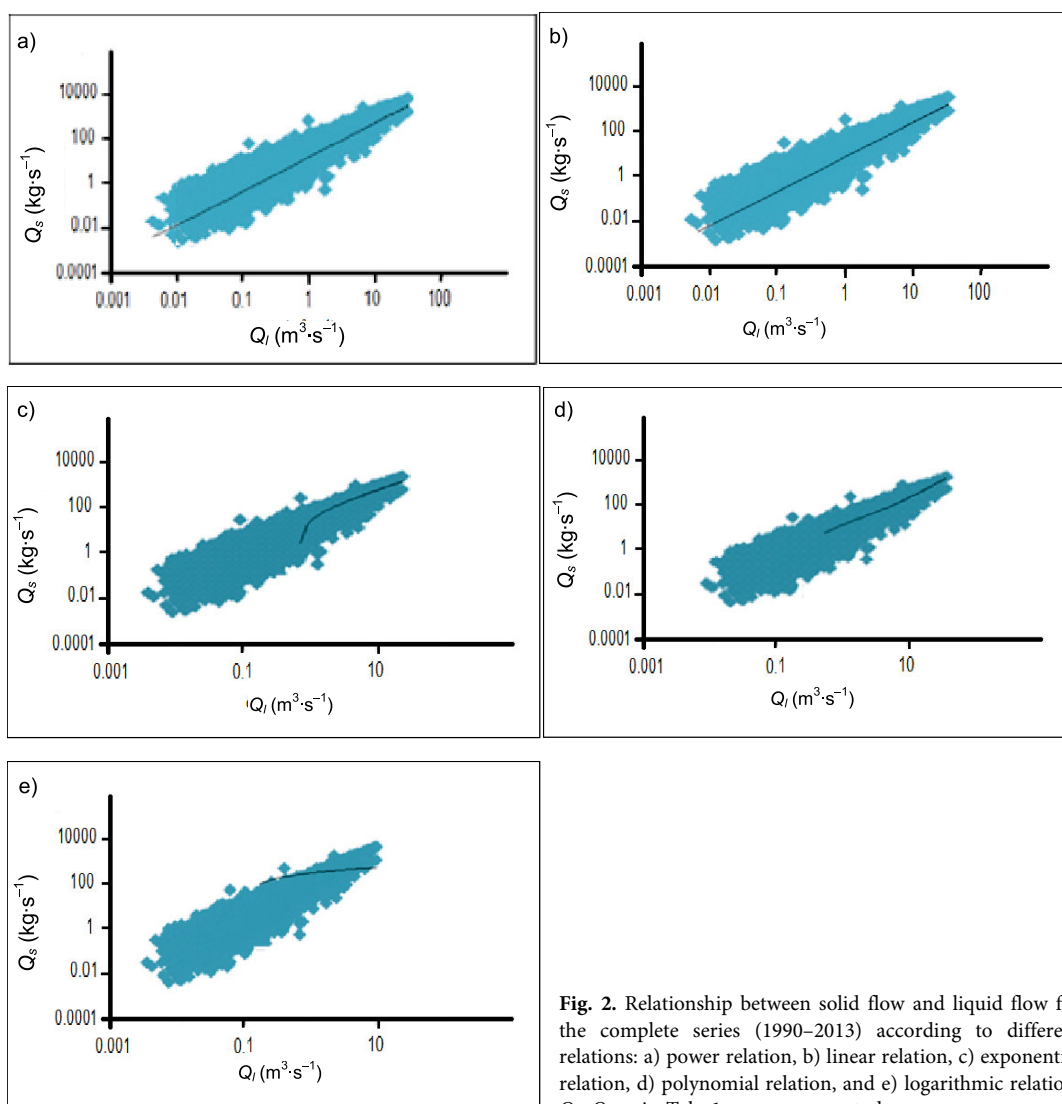 a)
10000
100
1
0.01
0.0001
Qs (kg·s–1)
0.001 0.01 0.1 1 10 100
Ql (m3·s–1)
b)
10000
100
1
0.01
0.0001
Qs (kg·s–1)
0.001 0.01 0.1 1 10 100
Ql (m3·s–1)
c)
10000
100
1
0.01
0.0001
Qs (kg·s–1)
0.001 0.1 10
Ql (m3·s–1)
d)
10000
100
1
0.01
0.0001
Qs (kg·s–1)
0.001 0.1 10
Ql (m3·s–1)
e)
10000
100
1
0.01
0.0001
Qs (kg·s–1)
0.001 0.1 10
Ql (m3·s–1)
Fig. 2. Relationship between solid flow and liquid flow
the complete series (1990–2013) according to
relations: a) power relation, b) linear relation, c)
relation, d) polynomial relation, and e) logarithmic